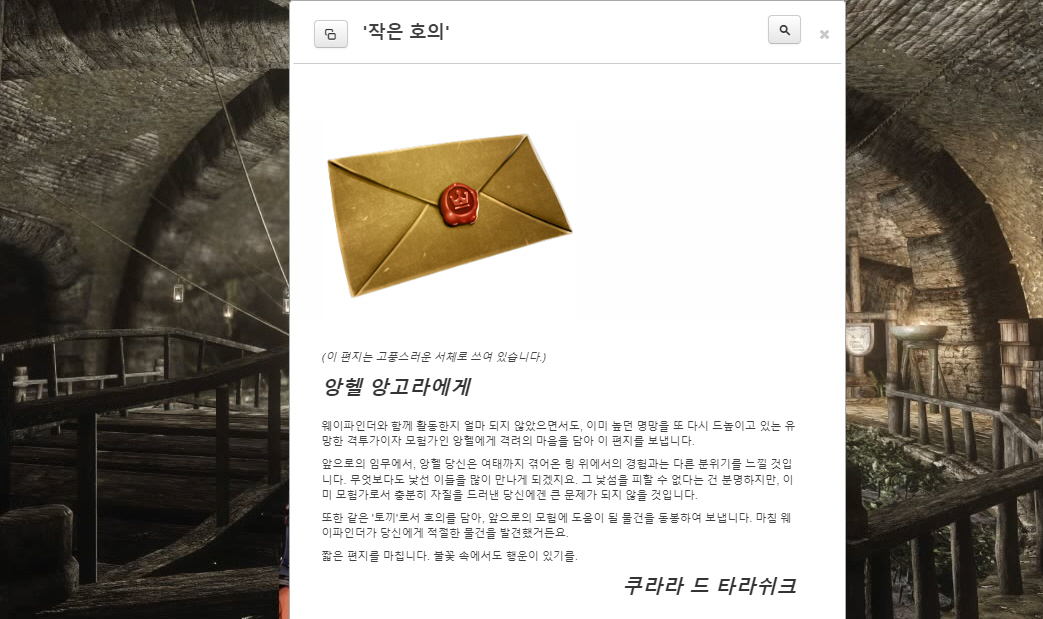 '작은 호의'
(이 편지는 고풍스러운 서체로 쓰여 있습니다.)
앙헬 앙고라에게
웨이파인더와 함께 활동한지 얼마 되지 않았으면서도, 이미 높던 명망을 또 다시 드높이고 있는 유
망한 격투가이자 모험가인 앙헬에게 격려의 마음을 담아 이 편지를 보냅니다.
앞으로의 임무에서, 앙헬 당신은 여태까지 겪어온 링 위에서의 경험과는 다른 분위기를 느낄 것입
니다. 무엇보다도 낯선 이들을 많이 만나게 되겠지요. 그 낯섬을 피할 수 없다는 건 분명하지만, 이
미 모험가로서 충분히 자질을 드러낸 당신에겐 큰 문제가 되지 않을 것입니다.
또한 같은 '토끼'로서 호의를 담아, 앞으로의 모험에 도움이 될 물건을 동봉하여 보냅니다. 마침 웨
이파인더가 당신에게 적절한 물건을 발견했거든요.
짧은 편지를 마칩니다. 불꽃 속에서도 행운이 있기를.
쿠라라 드 타라쉬크